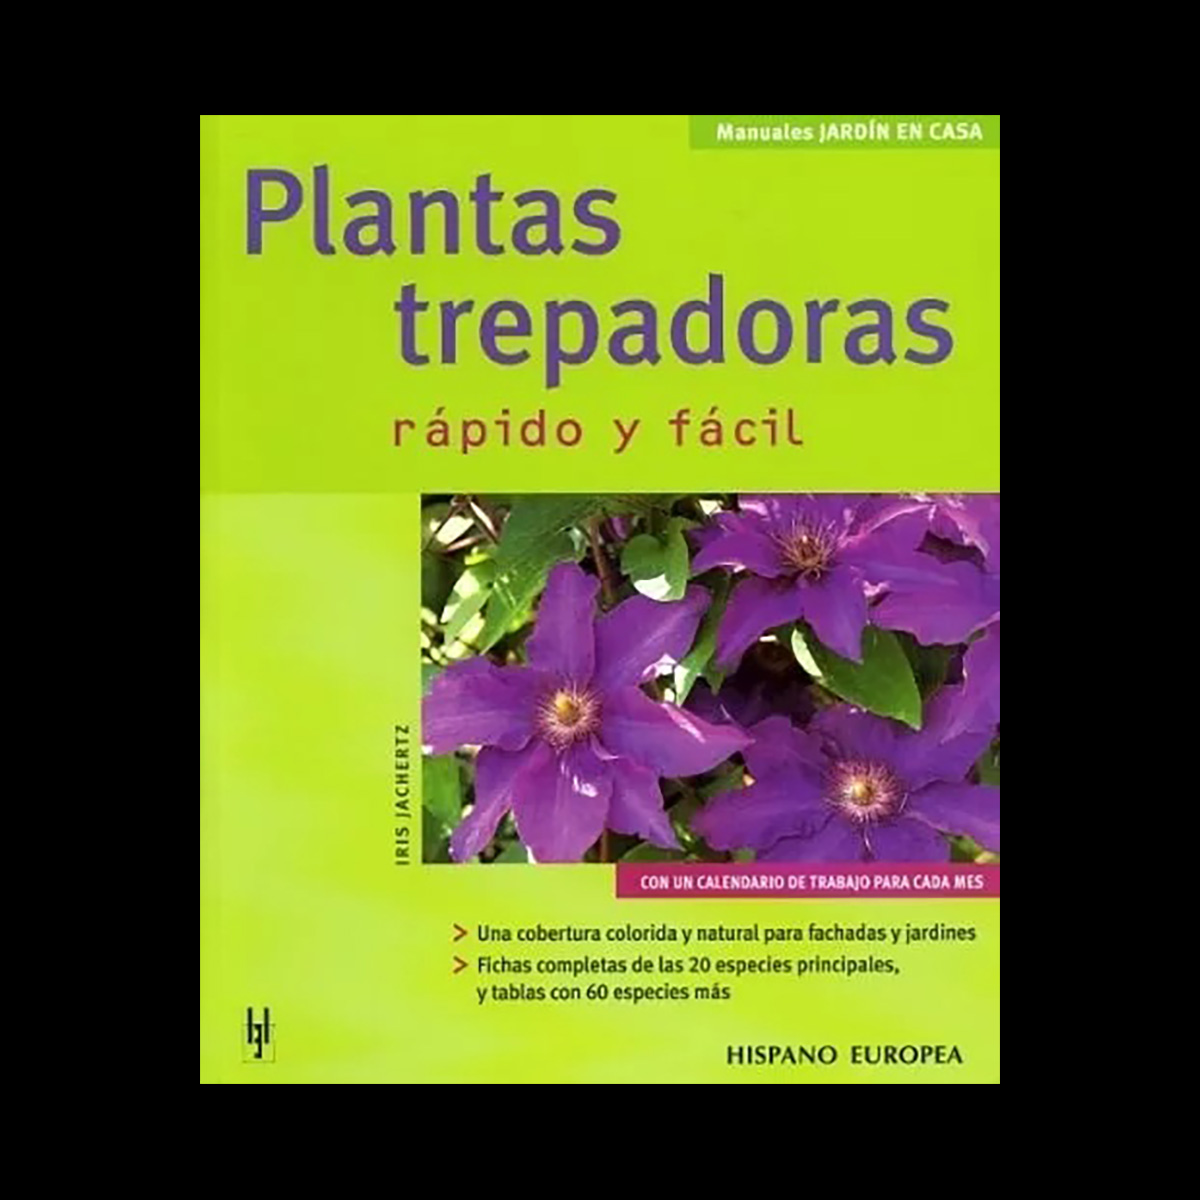 Manuales JARDÍN EN CASA
Plantas
trepadoras
rápido y fácil
IRIS JACHERTZ
CON UN CALENDARIO DE TRABAJO PARA CADA MES
> Una cobertura colorida y natural para fachadas y jardines
> Fichas completas de las 20 especies principales,
y tablas con 60 especies más
HISPANO EUROPEA